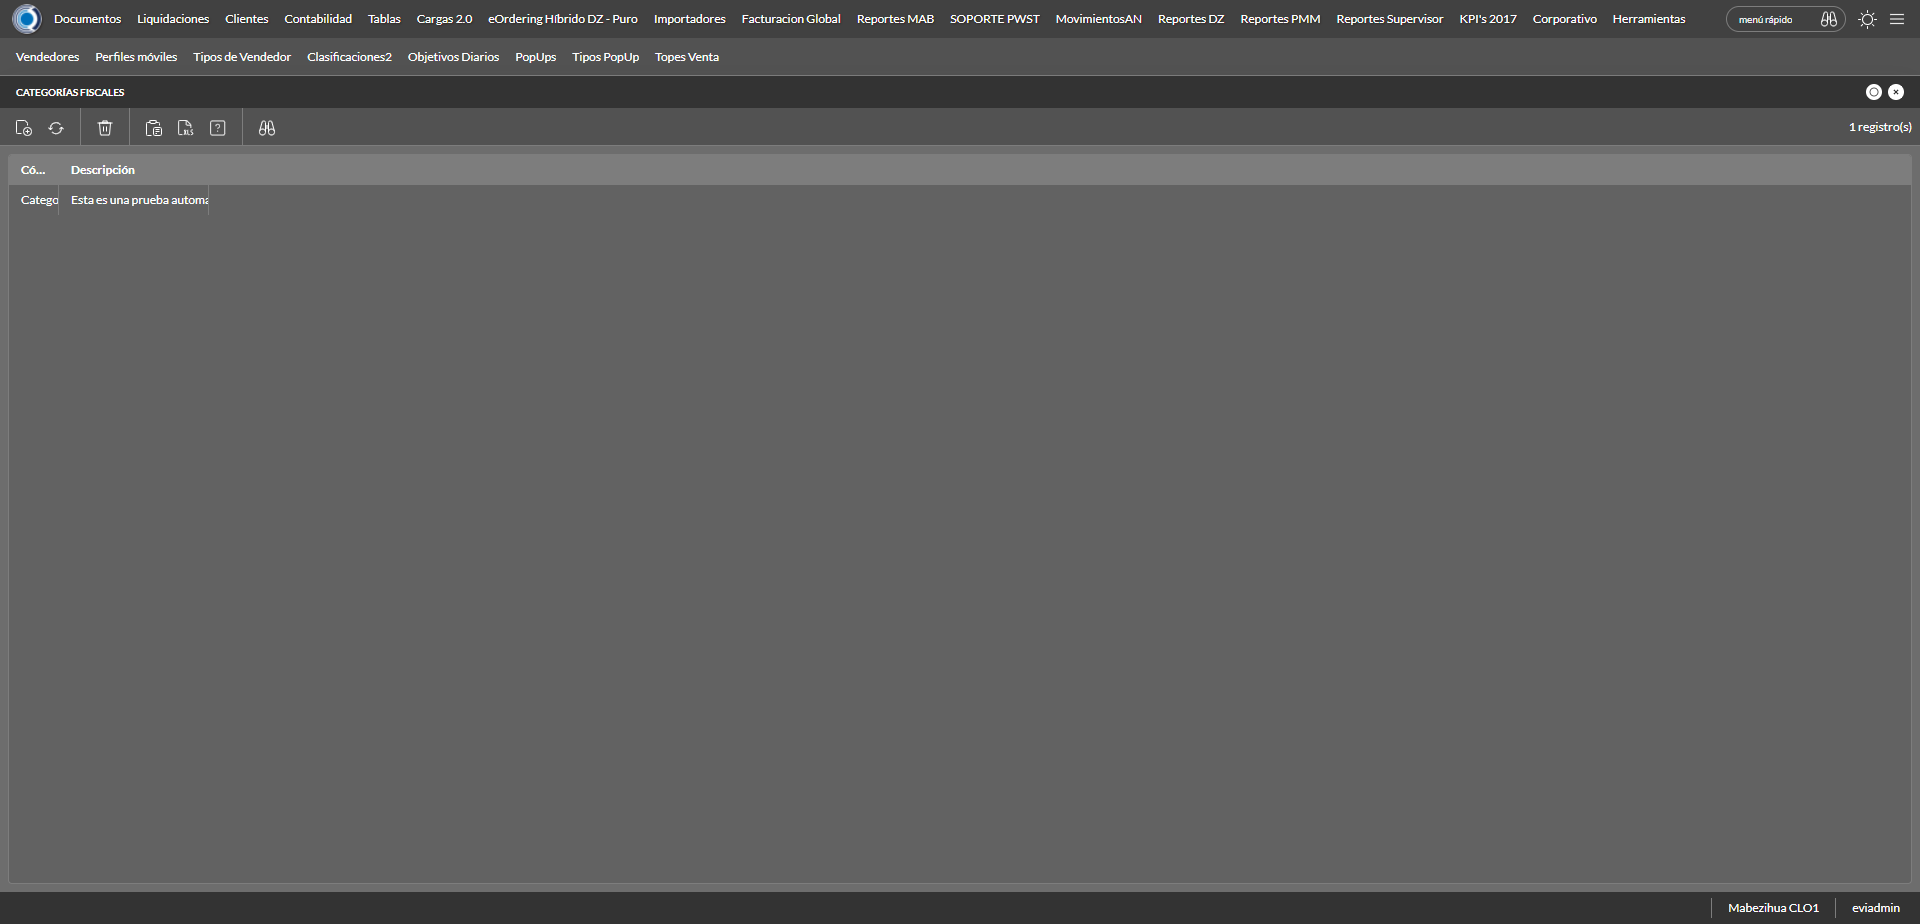 Documentos Liquidaciones Clientes Contabilidad Tablas Cargas 2.0 eOrdering Híbrido DZ - Puro Importadores Facturacion Global Reportes MAB SOPORTE PWST MovimientosAN Reportes DZ Reportes PMM Reportes Supervisor KPI's 2017 Corporativo Herramientas menú rápido
Vendedores Perfiles móviles Tipos de Vendedor Clasificaciones2 Objetivos Diarios PopUps Tipos PopUp Topes Venta
CATEGORÍAS FISCALES
XLS ? 1 registro(s)
Có... Descripción
Catego Esta es una prueba automa
Mabezihua CLO1 eviadmin